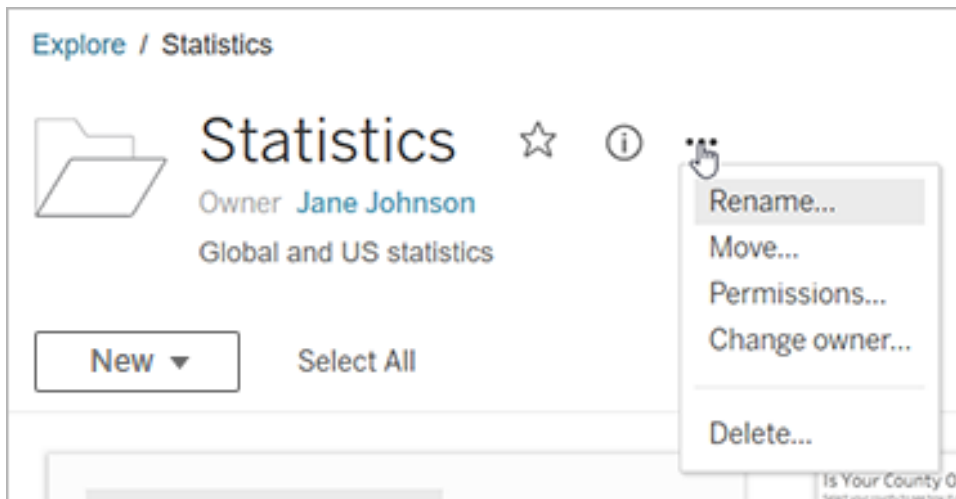 Explore / Statistics
Statistics
Owner Jane Johnson
Global and US statistics
Rename...
Move...
Permissions...
Change owner...
Delete...
New
Select All
Is Your County O